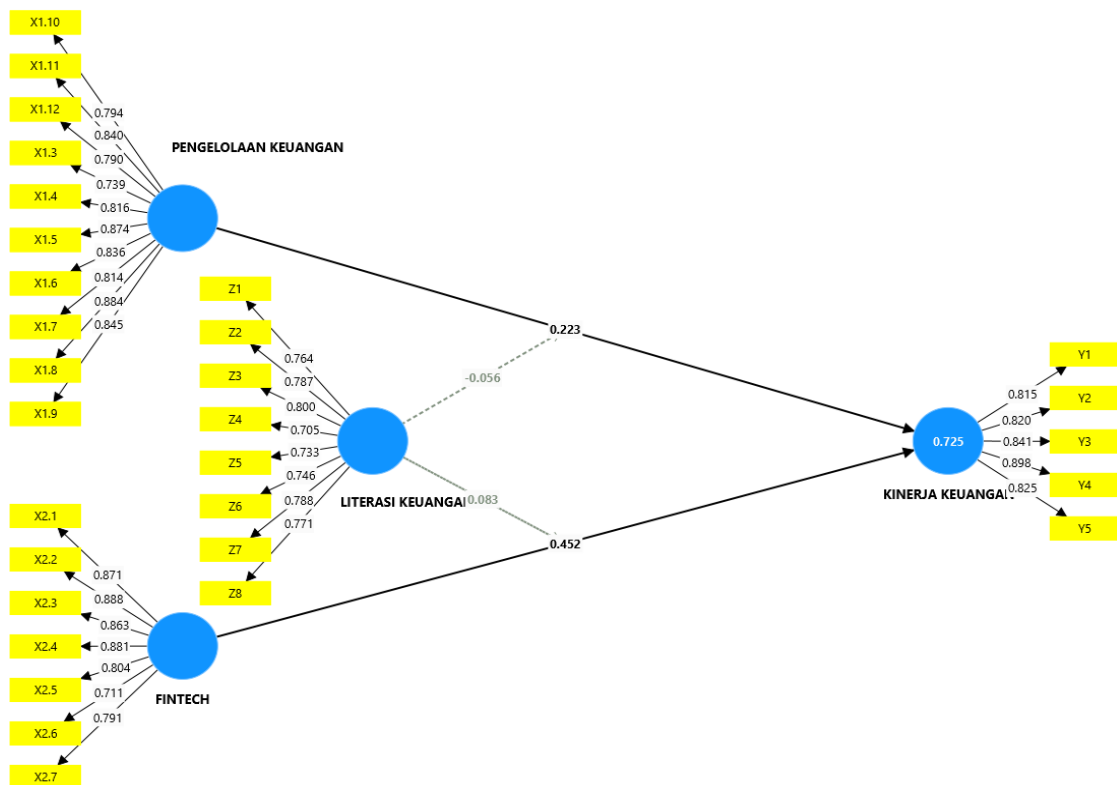 X1.10
X1.11
X1.12
X1.3
X1.4
X1.5
X1.6
X1.7
X1.8
X1.9
0.794
0.840
0.790
0.739
0.816
0.874
0.836
0.814
0.884
0.845
PENGELOLAAN KEUANGAN
Z1
Z2
Z3
Z4
Z5
Z6
Z7
Z8
0.764
0.787
0.800
0.705
0.733
0.746
0.788
0.771
LITERASI KEUANGAN
X2.1
X2.2
X2.3
X2.4
X2.5
X2.6
X2.7
0.871
0.888
0.863
0.881
0.804
0.711
0.791
FINTECH
0.223
-0.056
0.083
0.452
0.725
KINERJA KEUANGAN
0.815
0.820
0.841
0.898
0.825
Y1
Y2
Y3
Y4
Y5